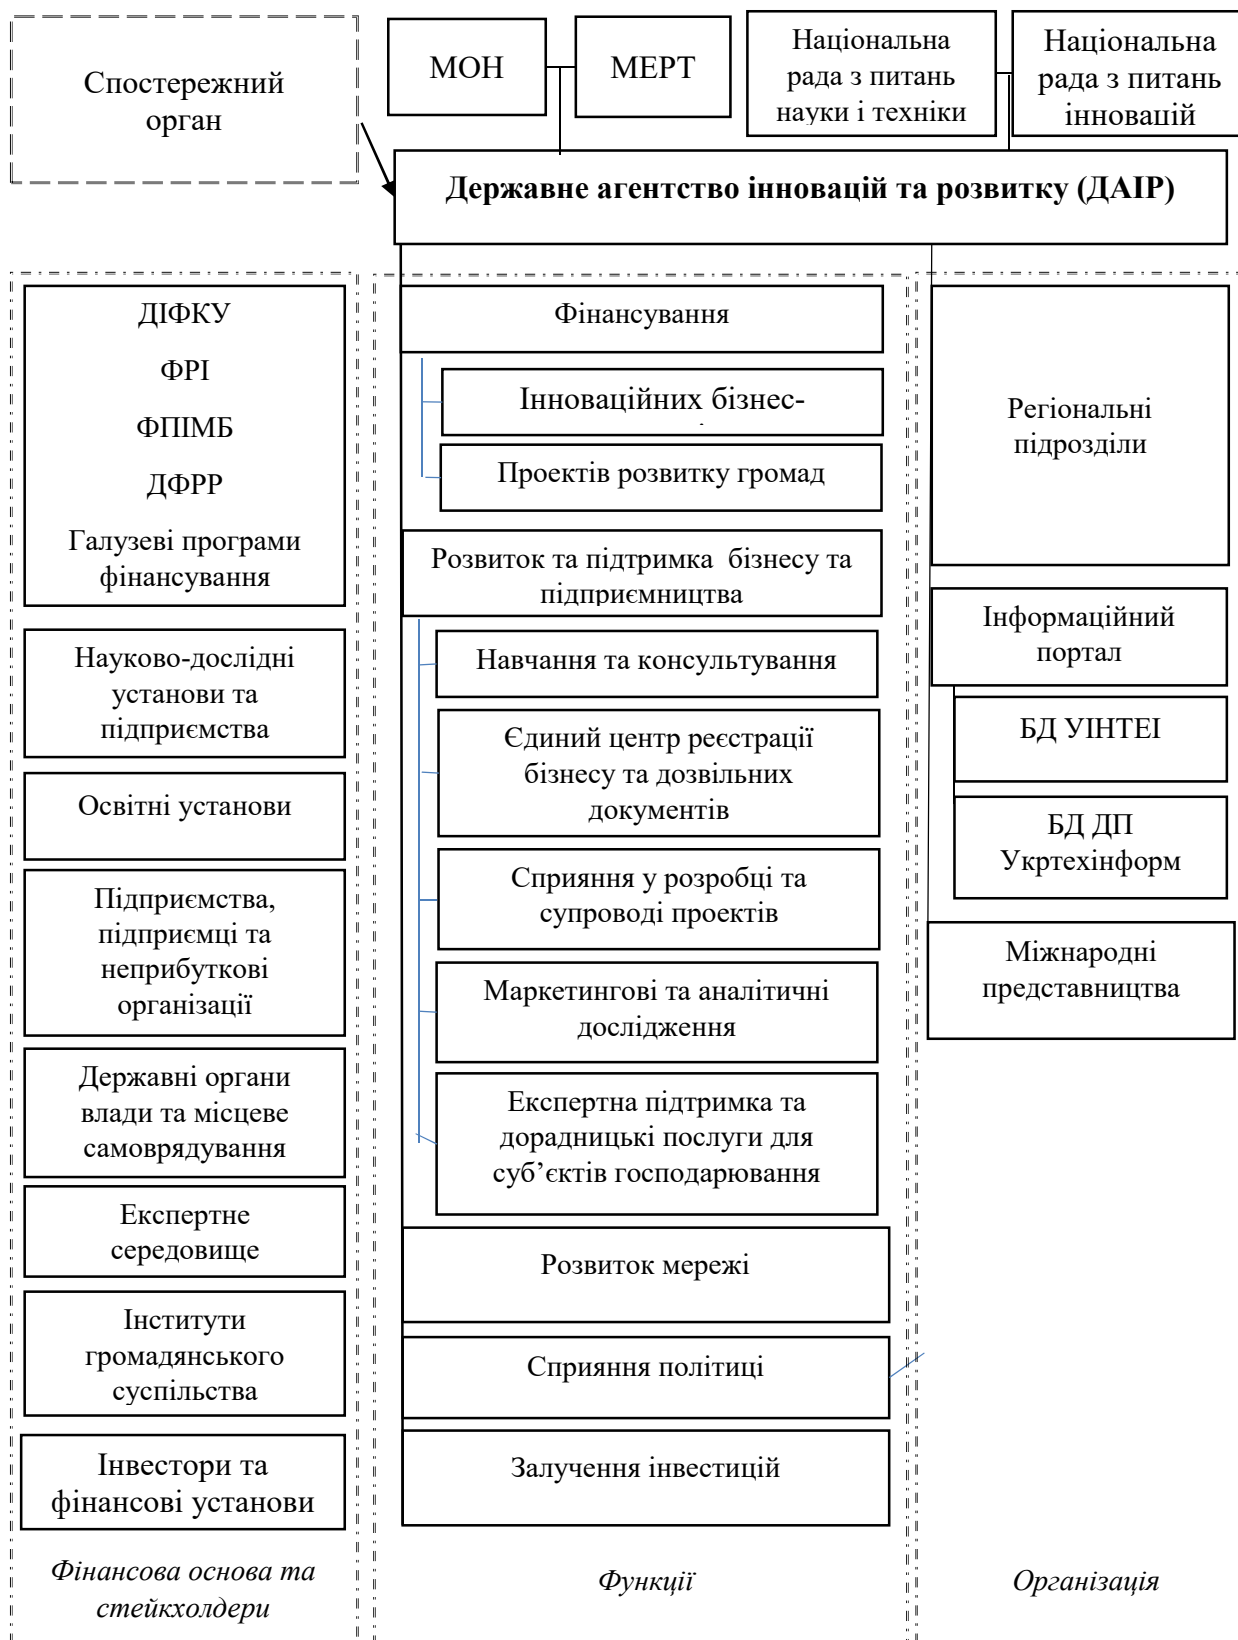 Спостережний
орган
МОН
МЕРТ
Національна
рада з питань
науки і техніки
Національна
рада з питань
інновацій
Державне агентство інновацій та розвитку (ДАІР)
ДІФКУ
ФРІ
ФПІМБ
ДФРР
Галузеві програми
фінансування
Науково-дослідні
установи та
підприємства
Освітні установи
Підприємства,
підприємці та
неприбуткові
організації
Державні органи
влади та місцеве
самоврядування
Експертне
середовище
Інститути
громадянського
суспільства
Інвестори та
фінансові установи
Фінансова основа та
стейкхолдери
Фінансування
Інноваційних бізнес-
Проектів розвитку громад
Розвиток та підтримка бізнесу та
підприємництва
Навчання та консультування
Єдиний центр реєстрації
бізнесу та дозвільних
документів
Сприяння у розробці та
супроводі проектів
Маркетингові та аналітичні
дослідження
Експертна підтримка та
дорадницькі послуги для
суб’єктів господарювання
Розвиток мережі
Сприяння політиці
Залучення інвестицій
Функції
Регіональні
підрозділи
Інформаційний
портал
БД УІНТЕІ
БД ДП
Укртехінформ
Міжнародні
представництва
Організація